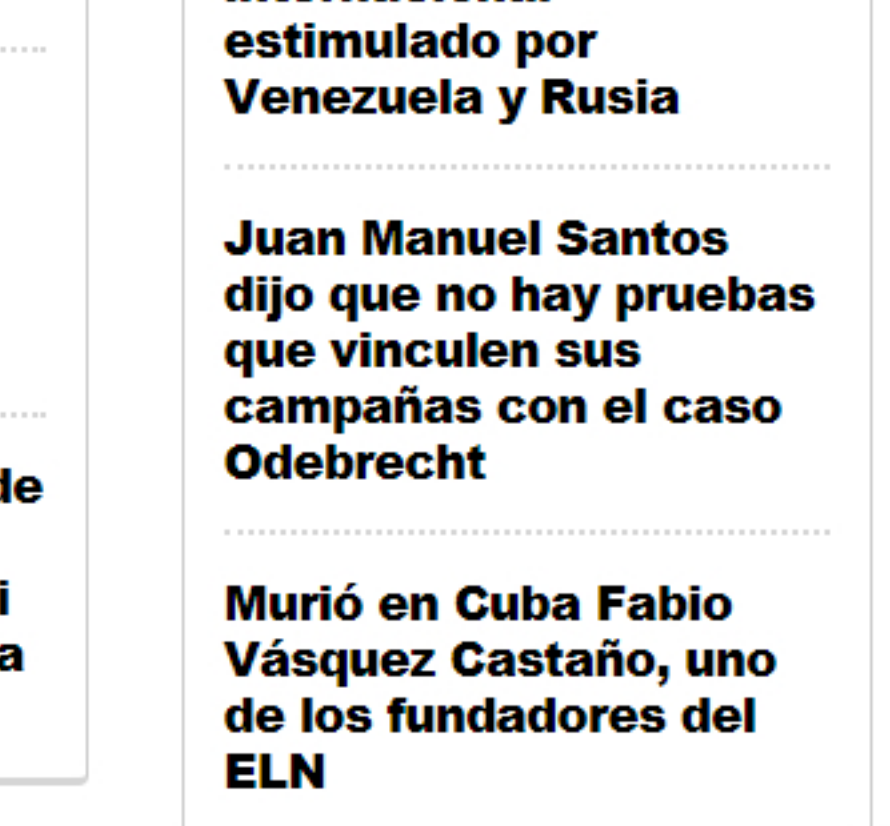 estimulado por
Venezuela y Rusia
Juan Manuel Santos
dijo que no hay pruebas
que vinculen sus
campañas con el caso
Odebrecht
Murió en Cuba Fabio
Vásquez Castaño, uno
de los fundadores del
ELN
de
i
a